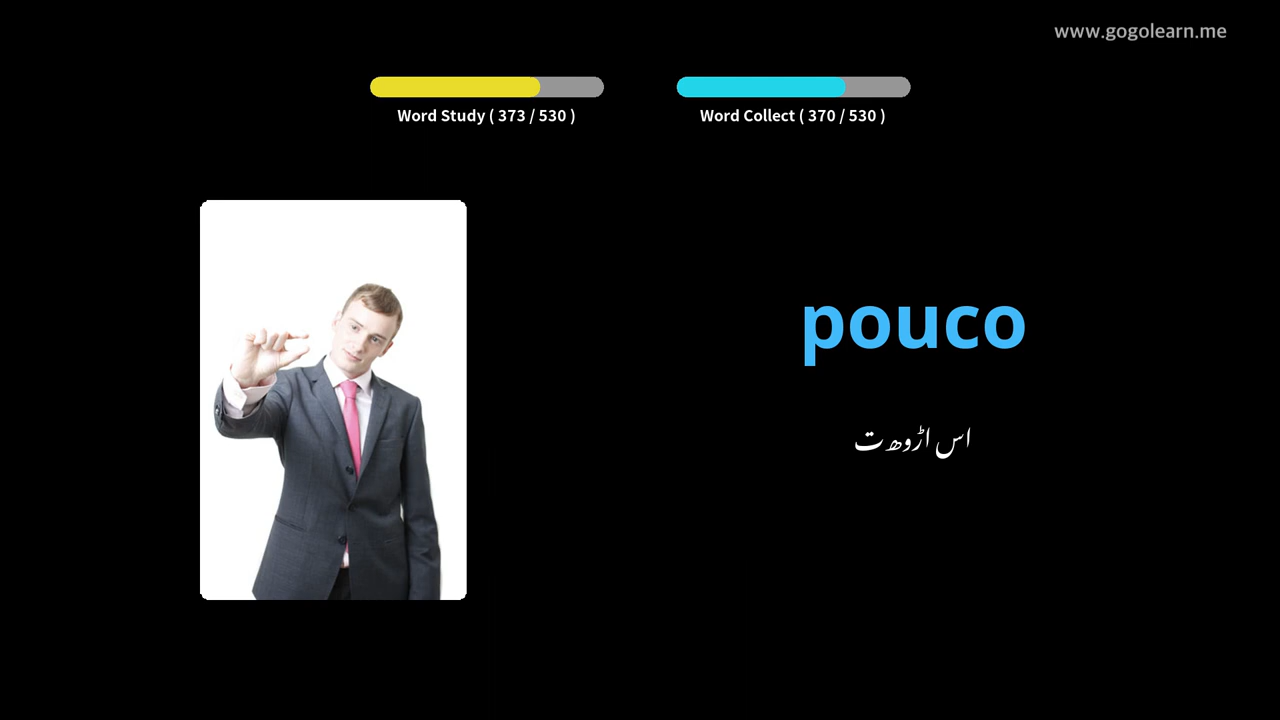 www.gogolearn.me
Word Study ( 373 / 530 )
Word Collect ( 370 / 530 )
pouco
اس اڑوھ ت